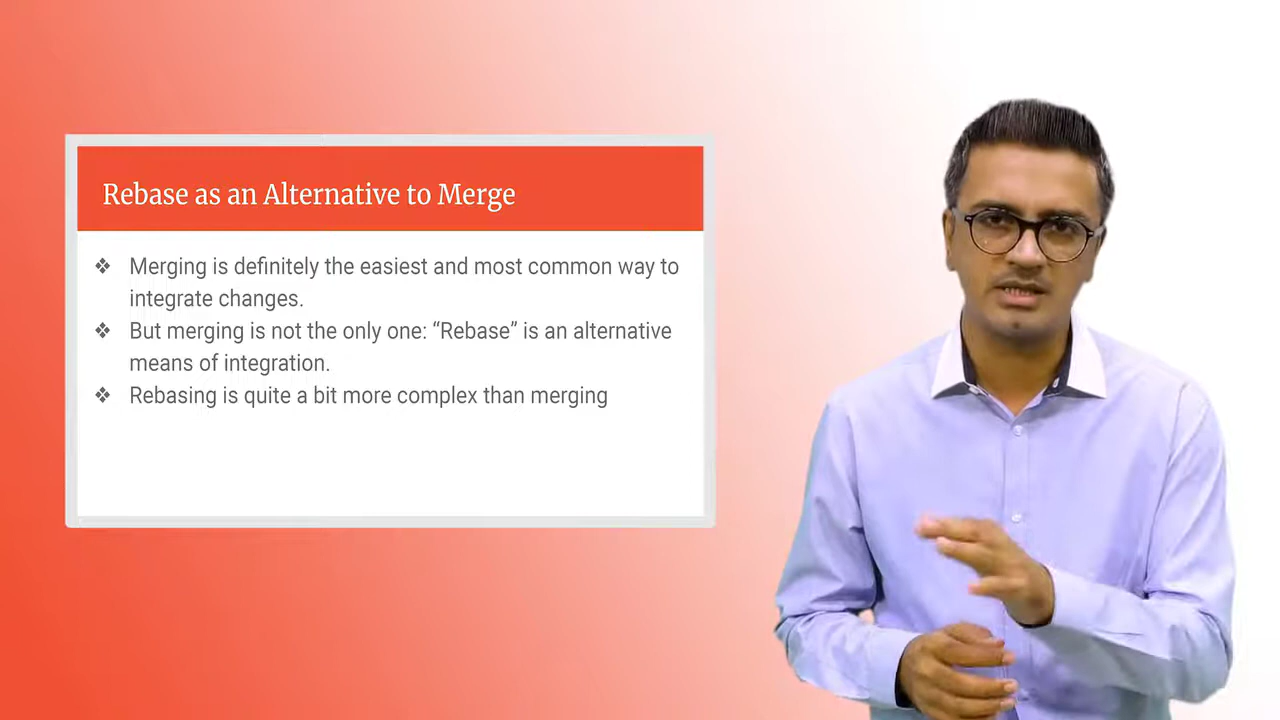 Rebase as an Alternative to Merge
❖ Merging is definitely the easiest and most common way to
integrate changes.
❖ But merging is not the only one: “Rebase” is an alternative
means of integration.
❖ Rebasing is quite a bit more complex than merging